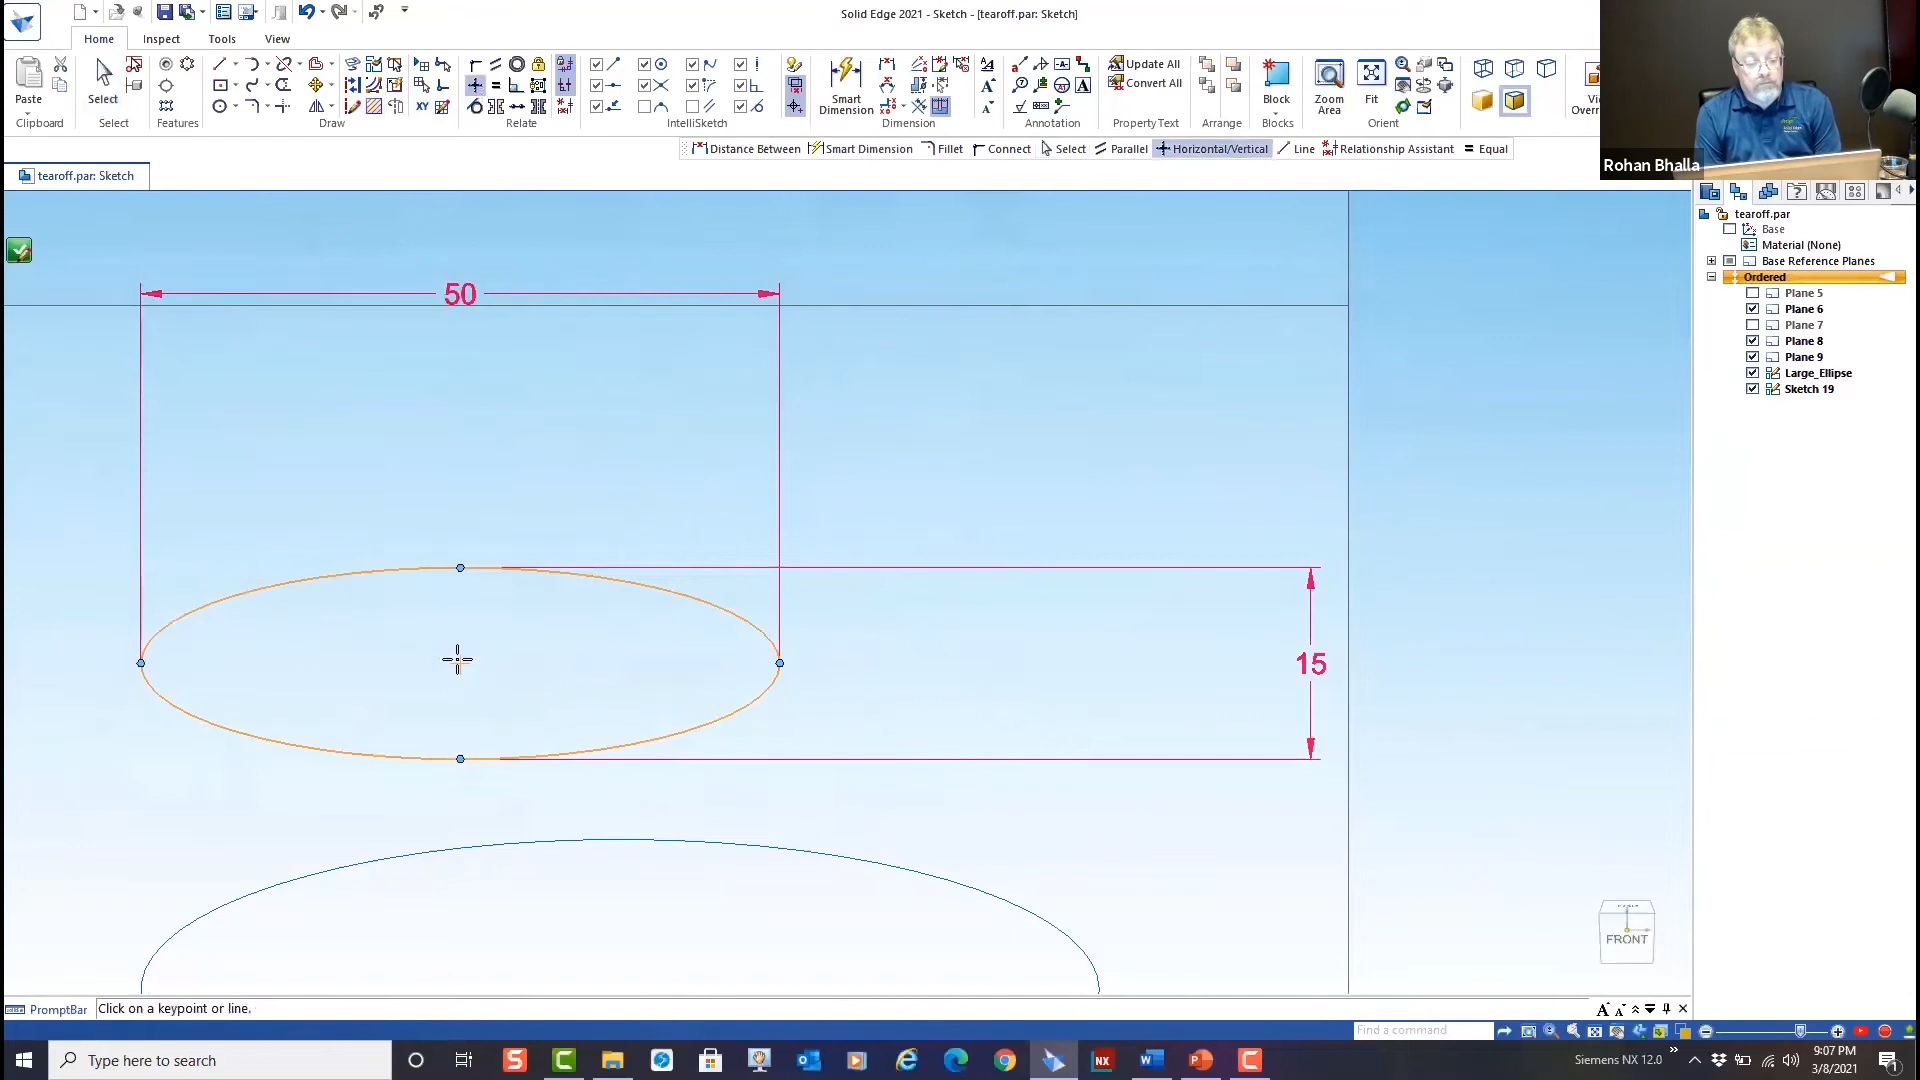 Solid Edge 2021 - Sketch - [tearoff.par: Sketch]
Home Inspect Tools View
Paste
Clipboard
Select
Select
Features
Draw
Relate
IntelliSketch
Smart
Dimension
Dimension
Annotation
Update All
Convert All
PropertyText
Arrange
Block
Blocks
Zoom
Area
Fit
Orient
Distance Between Smart Dimension Fillet Connect Select Parallel Horizontal/Vertical Line Relationship Assistant Equal
Rohan Bhalla
tearoff.par: Sketch
tearoff.par
Base
Material (None)
Base Reference Planes
Ordered
Plane 5
Plane 6
Plane 7
Plane 8
Plane 9
Large_Ellipse
Sketch 19
50
15
FRONT
PromptBar Click on a keypoint or line.
Find a command
Type here to search
Siemens NX 12.0
9:07 PM
3/8/2021